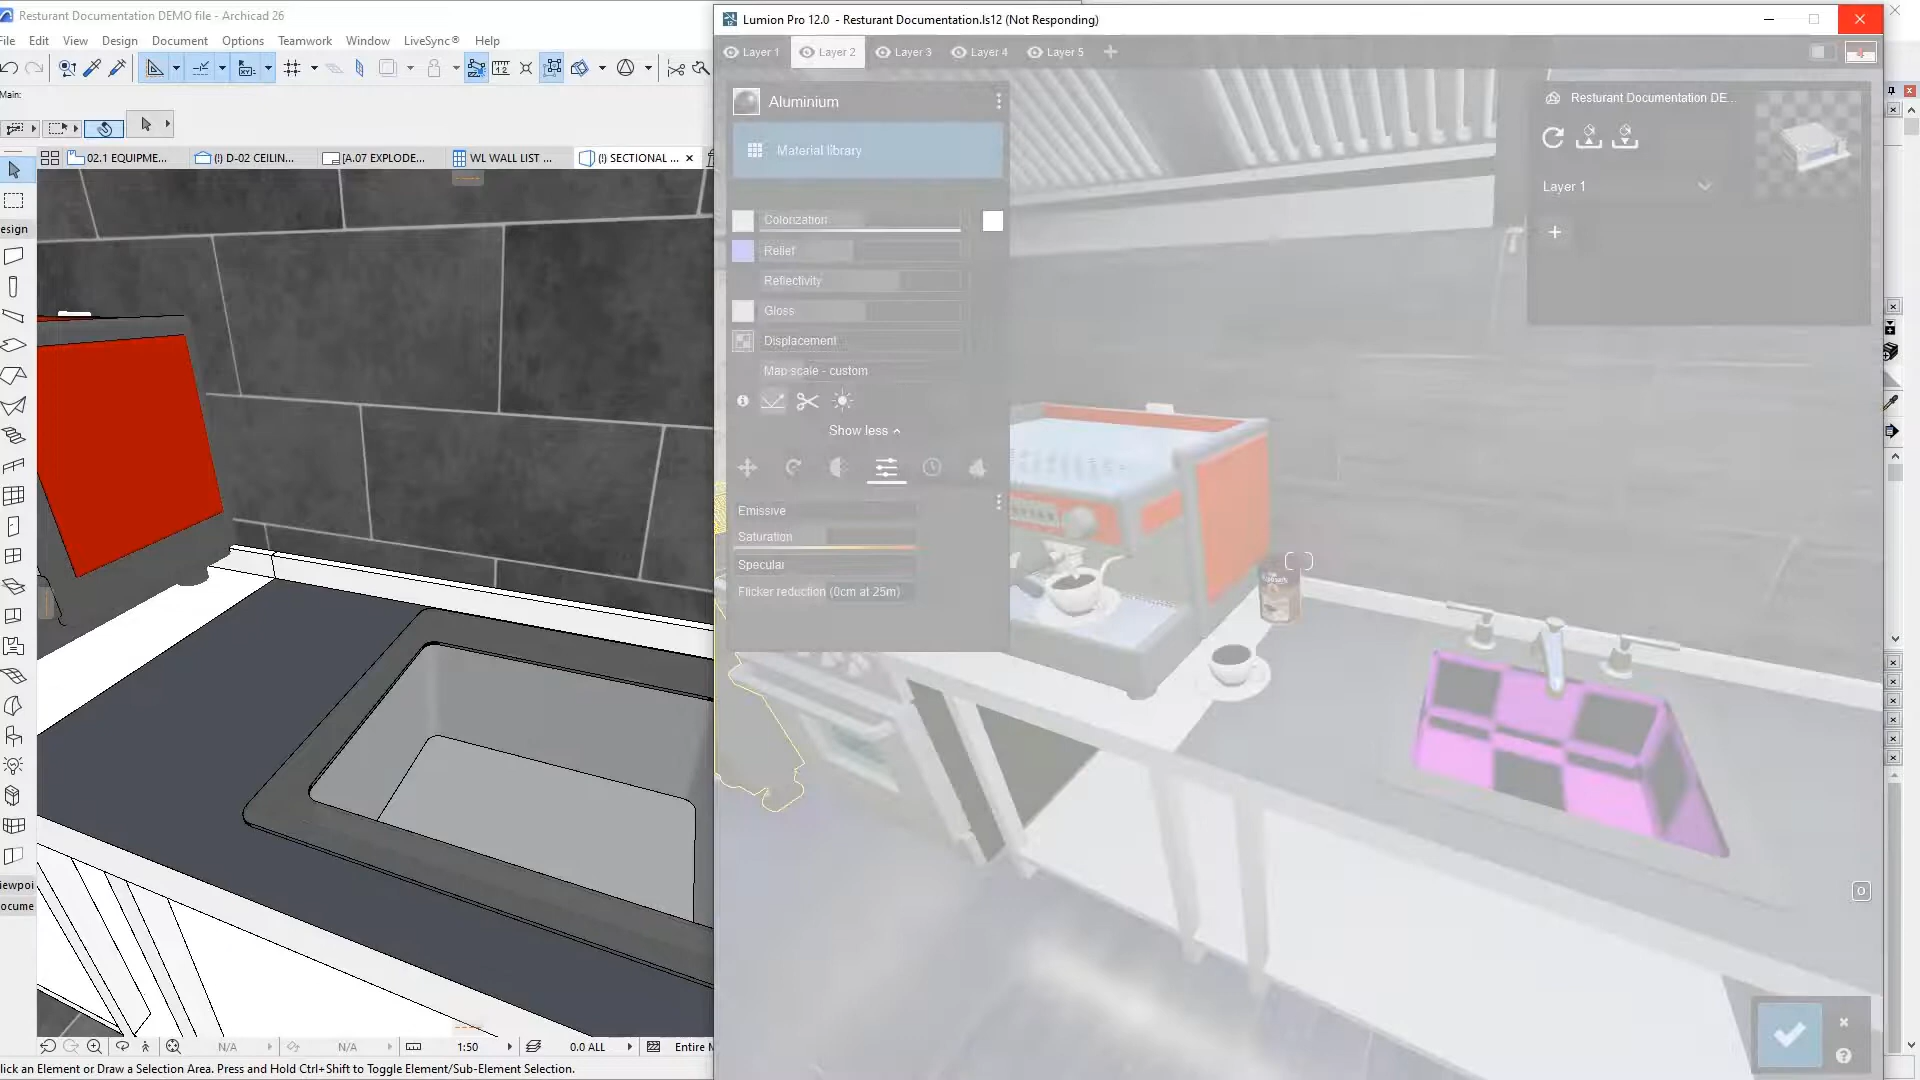 Resturant Documentation DEMO file - Archicad 26
File Edit View Design Document Options Teamwork Window LiveSync® Help
Main:
02.1 EQUIPME... (!) D-02 CEILIN... [A.07 EXPLODE... WL WALL LIST ... (!) SECTIONAL ...
esign
iewpoi
ocume
N/A N/A 1:50 0.0 ALL Entire M
lick an Element or Draw a Selection Area. Press and Hold Ctrl+Shift to Toggle Element/Sub-Element Selection.
Lumion Pro 12.0 - Resturant Documentation.ls12 (Not Responding)
Layer 1 Layer 2 Layer 3 Layer 4 Layer 5
Aluminium
Material library
Colorization
Relief
Reflectivity
Gloss
Displacement
Map scale - custom
Show less
Emissive
Saturation
Specular
Flicker reduction (0cm at 25m)
Resturant Documentation DE...
Layer 1